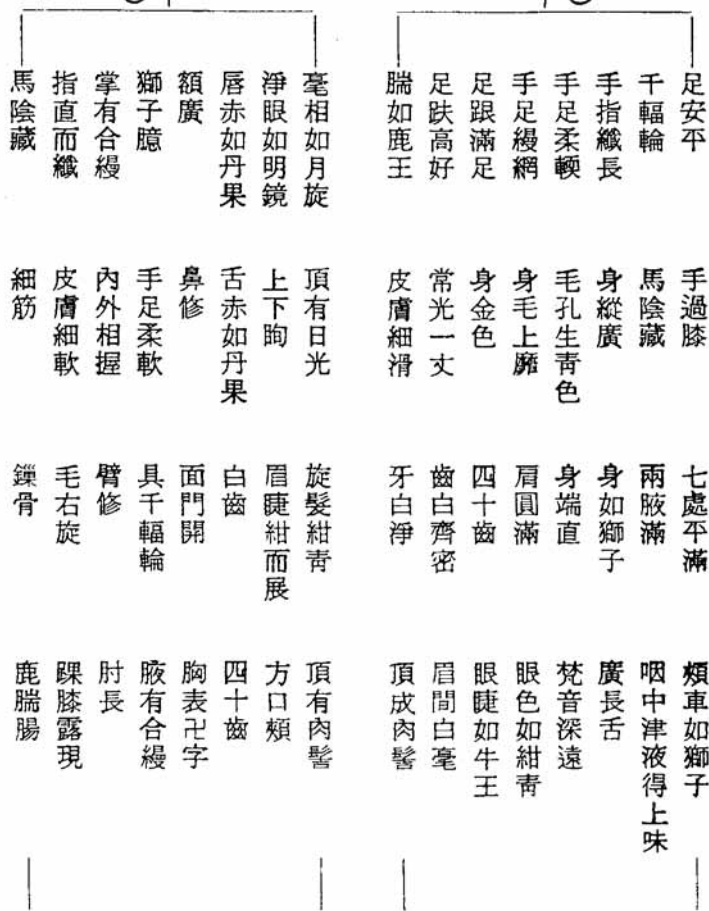 足安平
千輻輪
手指纖長
手足柔輭
手足縵網
足跟滿足
足趺高好
腨如鹿王
手過膝
馬陰藏
身縱廣
毛孔生青色
身毛上靡
身金色
常光一丈
皮膚細滑
七處平滿
兩腋滿
身如獅子
身端直
肩圓滿
四十齒
齒白齊密
牙白淨
頰車如獅子
咽中津液得上味
廣長舌
梵音深遠
眼色如紺青
眼睫如牛王
眉間白毫
頂成肉髻
毫相如月旋
淨眼如明鏡
唇赤如丹果
額廣
獅子臆
掌有合縵
指直而纖
馬陰藏
頂有日光
上下眴
舌赤如丹果
鼻修
手足柔軟
內外相握
皮膚細軟
細筋
旋髮紺青
眉睫紺而展
白齒
面門開
具千輻輪
臂修
毛右旋
鏁骨
頂有肉髻
方口頰
四十齒
胸表卍字
腋有合縵
肘長
踝膝露現
鹿腨腸